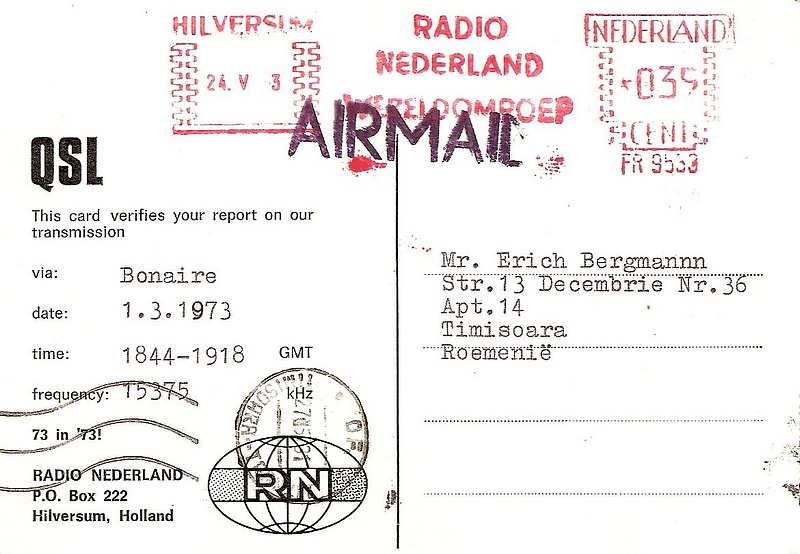 HILVERSUM
24. V 3
RADIO
NEDERLAND
WERELDOMROEP
NEDERLAND
035
CENT
FR 9533
AIRMAIL
QSL
This card verifies your report on our
transmission
via: Bonaire
date: 1.3.1973
time: 1844-1918 GMT
frequency: 15375 kHz
73 in '73!
RADIO NEDERLAND
P.O. Box 222
Hilversum, Holland
RN
Mr. Erich Bergmannn
Str.13 Decembrie Nr.36
Apt.14
Timisoara
Roemenië